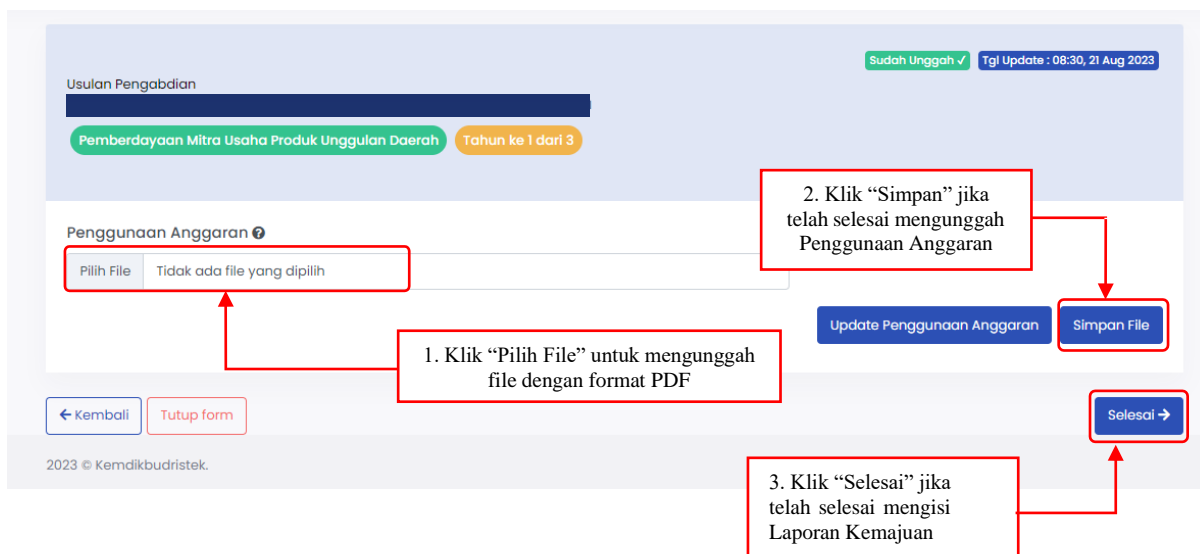 Sudah Unggah ✓ Tgl Update : 08:30, 21 Aug 2023
Usulan Pengabdian
Pemberdayaan Mitra Usaha Produk Unggulan Daerah Tahun ke 1 dari 3
2. Klik “Simpan” jika
telah selesai mengunggah
Penggunaan Anggaran
Penggunaan Anggaran
Pilih File Tidak ada file yang dipilih
Update Penggunaan Anggaran Simpan File
1. Klik “Pilih File” untuk mengunggah
file dengan format PDF
← Kembali Tutup form Selesai →
2023 © Kemdikbudristek.
3. Klik “Selesai” jika
telah selesai mengisi
Laporan Kemajuan